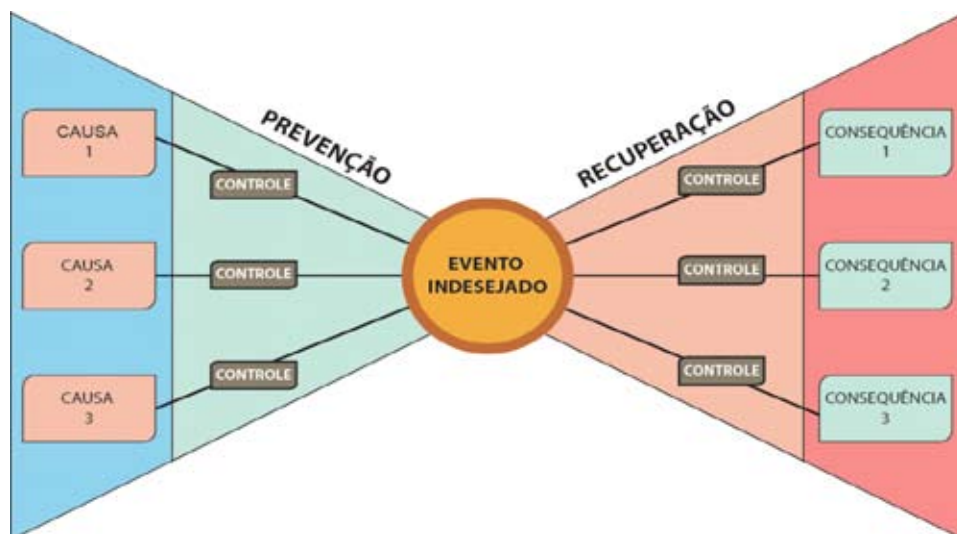 PREVENÇÃO
RECUPERAÇÃO
CAUSA
1
CONTROLE
CONTROLE
CONSEQUÊNCIA
1
CAUSA
2
CONTROLE
EVENTO
INDESEJADO
CONTROLE
CONSEQUÊNCIA
2
CAUSA
3
CONTROLE
CONTROLE
CONSEQUÊNCIA
3